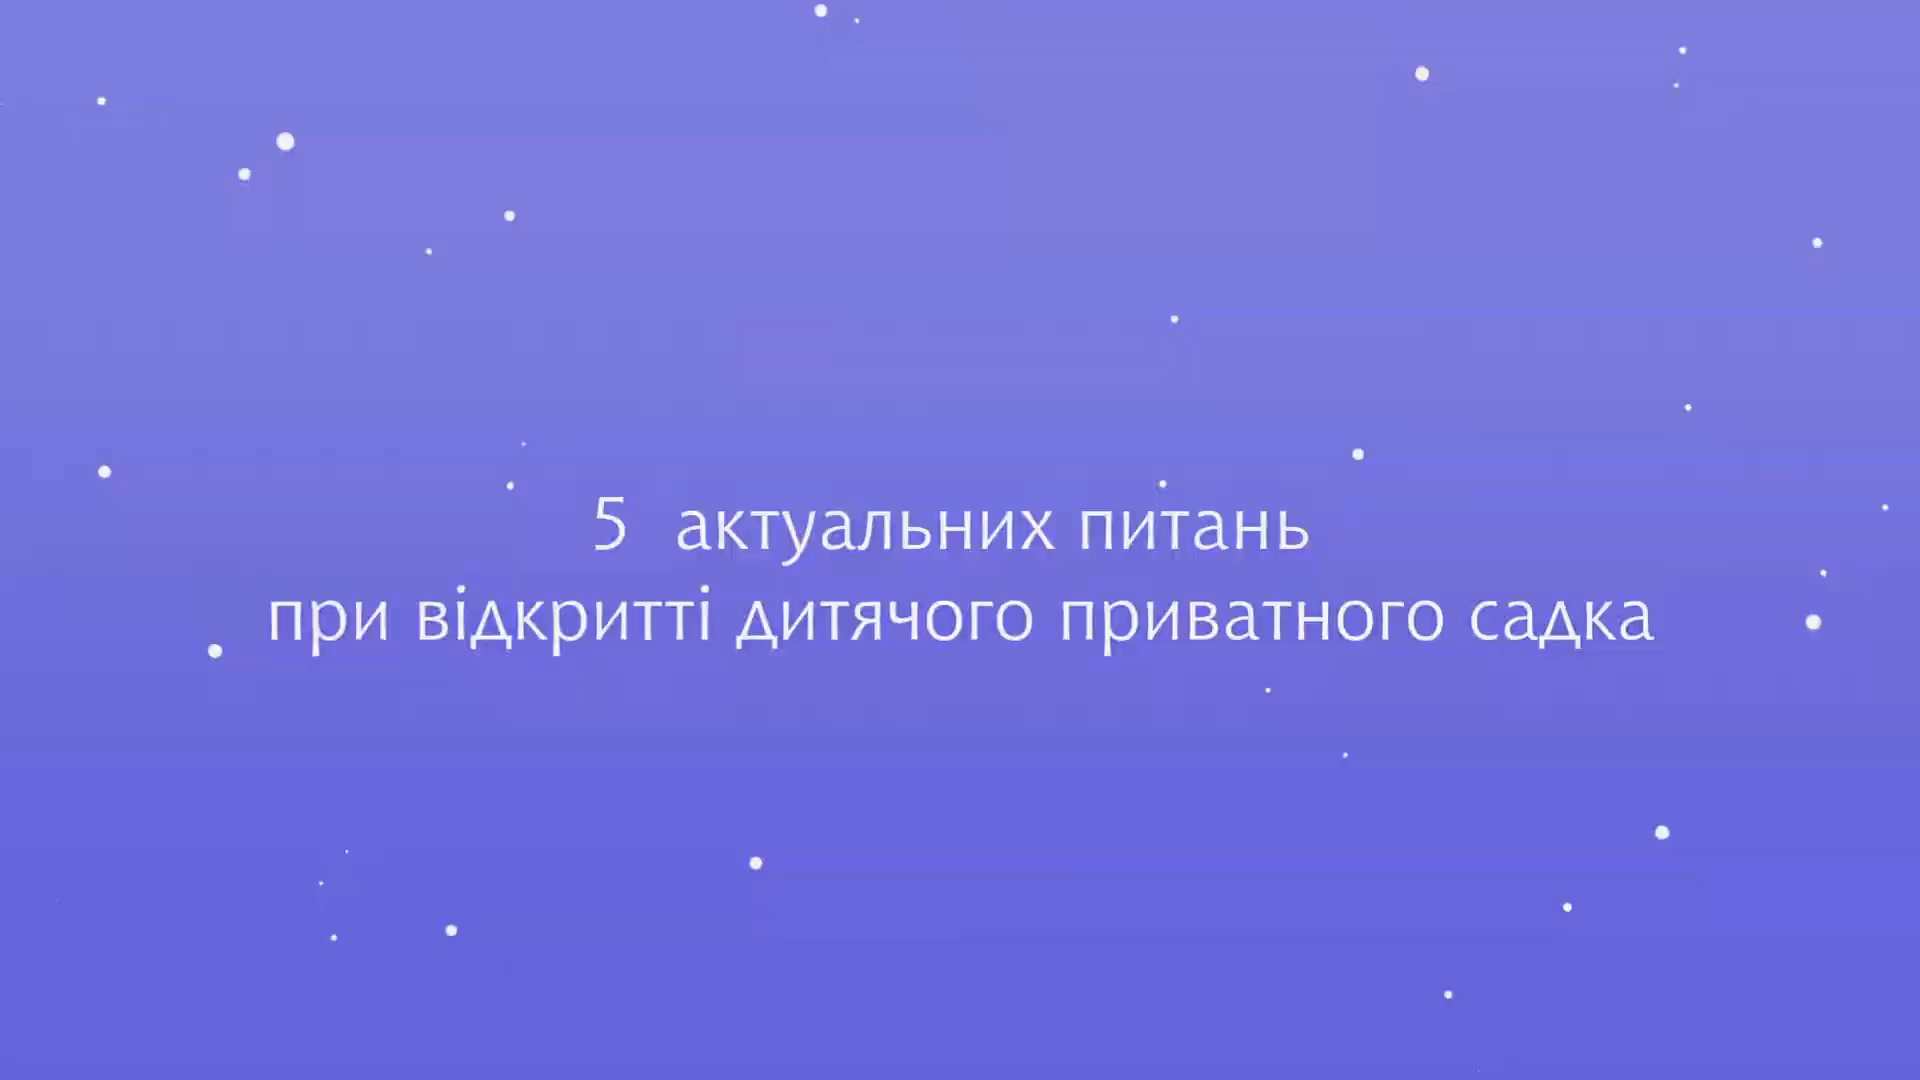 5 актуальних питань
при відкритті дитячого приватного садка